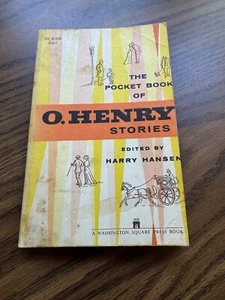 THE
POCKET BOOK
OF
O. HENRY
STORIES
EDITED BY
HARRY HANSEN
A WASHINGTON SQUARE PRESS BOOK